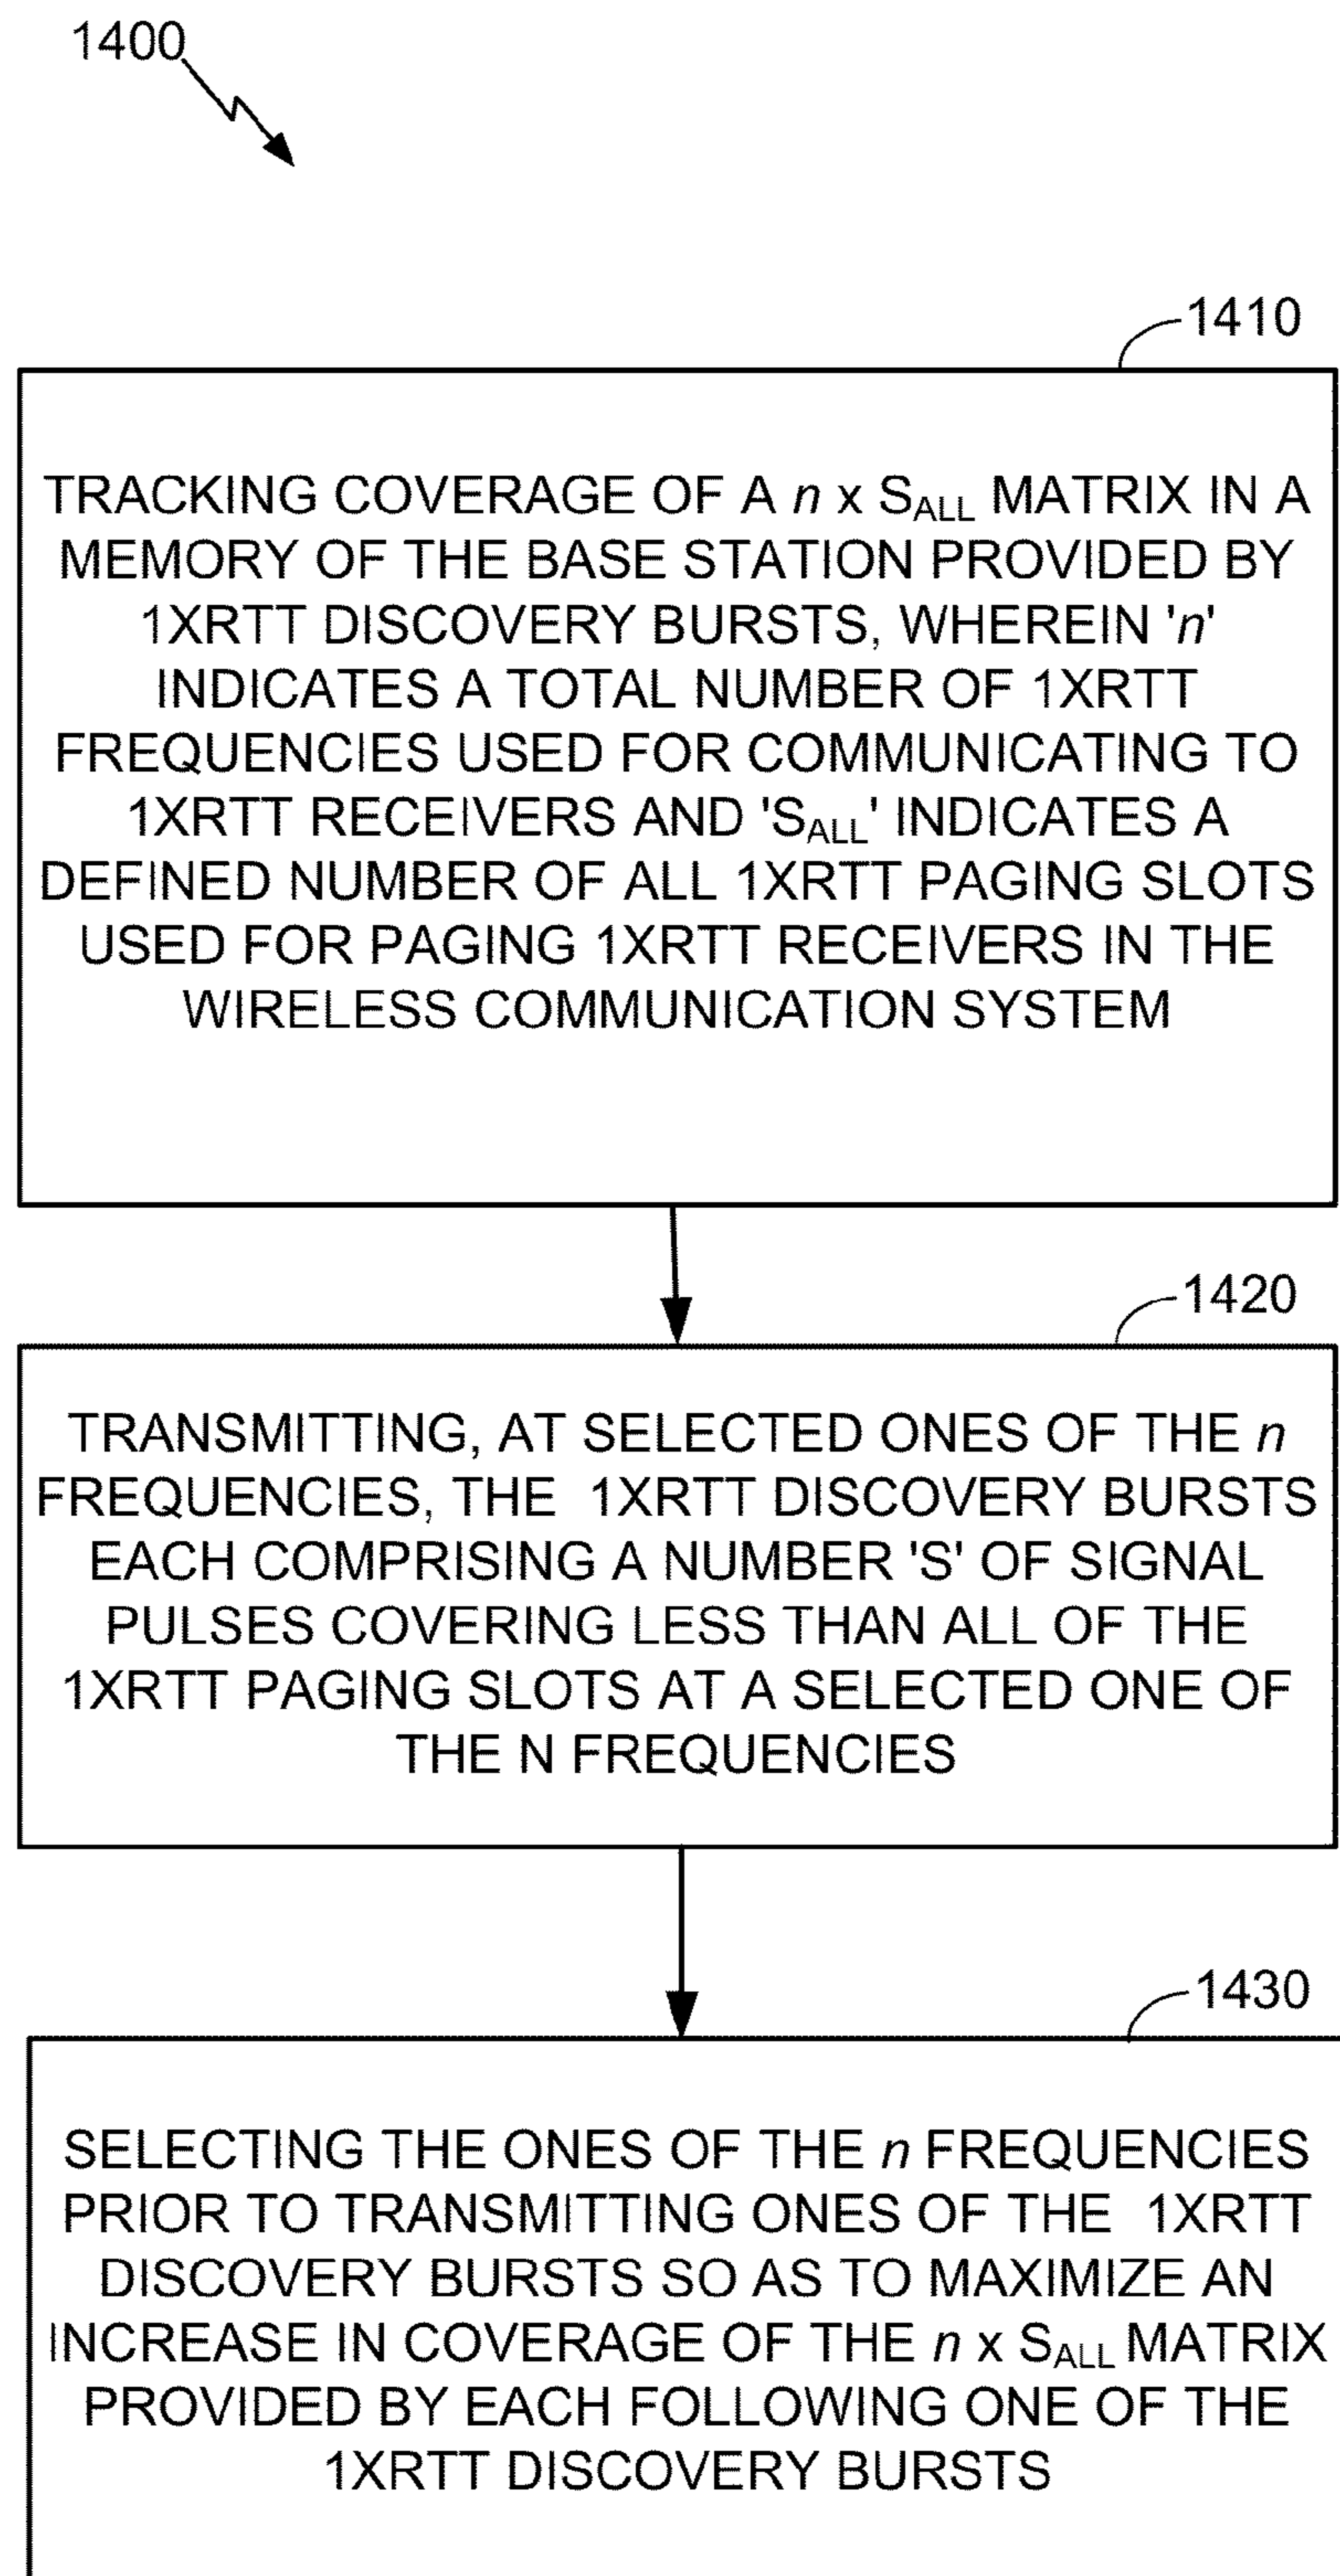 1400
1410
TRACKING COVERAGE OF A n x SALL MATRIX IN A
MEMORY OF THE BASE STATION PROVIDED BY
1XRTT DISCOVERY BURSTS, WHEREIN 'n'
INDICATES A TOTAL NUMBER OF 1XRTT
FREQUENCIES USED FOR COMMUNICATING TO
1XRTT RECEIVERS AND 'SALL' INDICATES A
DEFINED NUMBER OF ALL 1XRTT PAGING SLOTS
USED FOR PAGING 1XRTT RECEIVERS IN THE
WIRELESS COMMUNICATION SYSTEM
1420
TRANSMITTING, AT SELECTED ONES OF THE n
FREQUENCIES, THE 1XRTT DISCOVERY BURSTS
EACH COMPRISING A NUMBER 'S' OF SIGNAL
PULSES COVERING LESS THAN ALL OF THE
1XRTT PAGING SLOTS AT A SELECTED ONE OF
THE N FREQUENCIES
1430
SELECTING THE ONES OF THE n FREQUENCIES
PRIOR TO TRANSMITTING ONES OF THE 1XRTT
DISCOVERY BURSTS SO AS TO MAXIMIZE AN
INCREASE IN COVERAGE OF THE n x SALL MATRIX
PROVIDED BY EACH FOLLOWING ONE OF THE
1XRTT DISCOVERY BURSTS